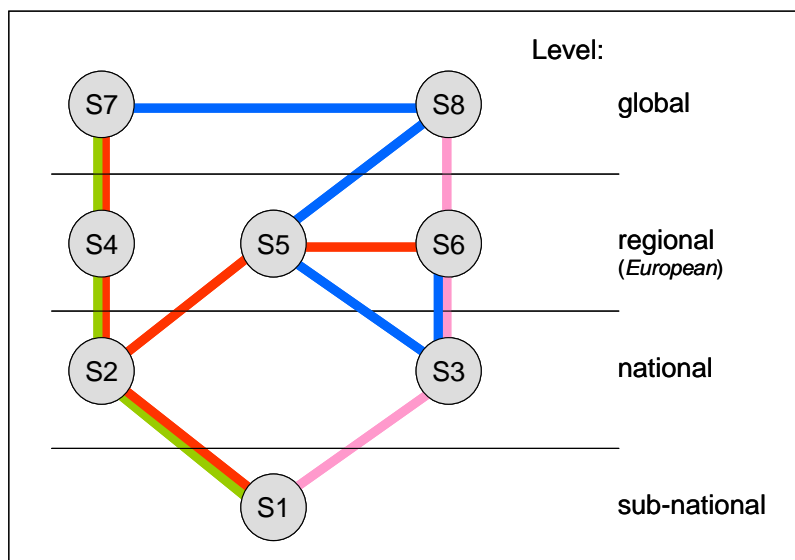 Level:
S7
S8
global
S4
S5
S6
regional
(European)
S2
S3
national
S1
sub-national